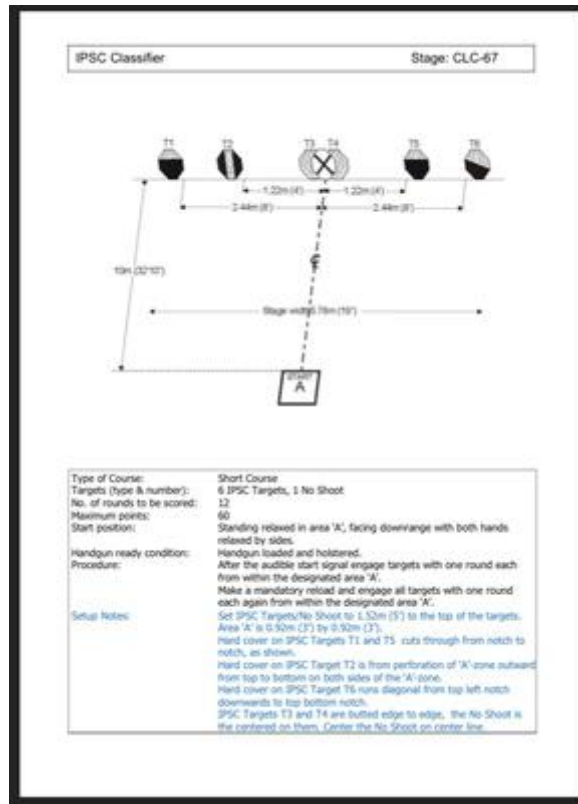 IPSC Classifier Stage: CLC-67
T1 T2 T3 T4 T5 T6
1.22m (4') 1.22m (4')
2.44m (8') 2.44m (8')
10m (32'10")
Stage width 5.78m (19')
START
A
Type of Course: Short Course
Targets (type & number): 6 IPSC Targets, 1 No Shoot
No. of rounds to be scored: 12
Maximum points: 60
Start position: Standing relaxed in area 'A', facing downrange with both hands
relaxed by sides.
Handgun ready condition: Handgun loaded and holstered.
Procedure: After the audible start signal engage targets with one round each
from within the designated area 'A'.
Make a mandatory reload and engage all targets with one round
each again from within the designated area 'A'.
Setup Notes: Set IPSC Targets/No Shoot to 1.52m (5') to the top of the targets.
Area 'A' is 0.92m (3') by 0.92m (3').
Hard cover on IPSC Targets T1 and T5 cuts through from notch to
notch, as shown.
Hard cover on IPSC Target T2 is from perforation of 'A'-zone outward
from top to bottom on both sides of the 'A'-zone.
Hard cover on IPSC Target T6 runs diagonal from top left notch
downwards to top bottom notch.
IPSC Targets T3 and T4 are butted edge to edge, the No Shoot is
the centered on them. Center the No Shoot on center line.